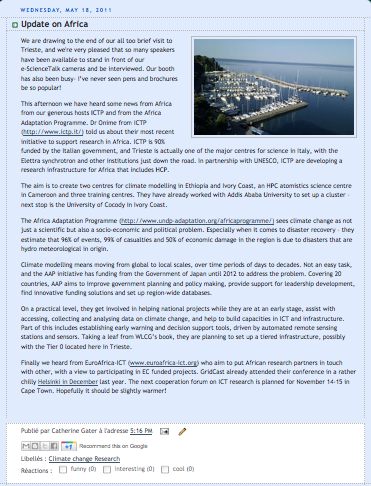 WEDNESDAY, MAY 18, 2011
Update on Africa
We are drawing to the end of our all too brief visit to
Trieste, and we're very pleased that so many speakers
have been available to stand in front of our
e-ScienceTalk cameras and be interviewed. Our booth
has also been busy- I've never seen pens and brochures
be so popular!
This afternoon we have heard some news from Africa
from our generous hosts ICTP and from the Africa
Adaptation Programme. Dr Onime from ICTP
(http://www.ictp.it/) told us about their most recent
initiative to support research in Africa. ICTP is 90%
funded by the Italian government, and Trieste is actually one of the major centres for science in Italy, with the
Elettra synchrotron and other institutions just down the road. In partnership with UNESCO, ICTP are developing a
research infrastructure for Africa that includes HCP.
The aim is to create two centres for climate modelling in Ethiopia and Ivory Coast, an HPC atomistics science centre
in Cameroon and three training centres. They have already worked with Addis Ababa University to set up a cluster -
next stop is the University of Cocody in Ivory Coast.
The Africa Adaptation Programme (http://www.undp-adaptation.org/africaprogramme/) sees climate change as not
just a scientific but also a socio-economic and political problem. Especially when it comes to disaster recovery - they
estimate that 96% of events, 99% of casualties and 50% of economic damage in the region is due to disasters that are
hydro meteorological in origin.
Climate modelling means moving from global to local scales, over time periods of days to decades. Not an easy task,
and the AAP initiative has funding from the Government of Japan until 2012 to address the problem. Covering 20
countries, AAP aims to improve government planning and policy making, provide support for leadership development,
find innovative funding solutions and set up region-wide databases.
On a practical level, they get involved in helping national projects while they are at an early stage, assist with
accessing, collecting and analysing data on climate change, and help to build capacities in ICT and infrastructure.
Part of this includes establishing early warning and decision support tools, driven by automated remote sensing
stations and sensors. Taking a leaf from WLCG's book, they are planning to set up a tiered infrastructure, possibly
with the Tier 0 located here in Trieste.
Finally we heard from EuroAfrica-ICT (www.euroafrica-ict.org) who aim to put African research partners in touch
with other, with a view to participating in EC funded projects. GridCast already attended their conference in a rather
chilly Helsinki in December last year. The next cooperation forum on ICT research is planned for November 14-15 in
Cape Town. Hopefully it should be slightly warmer!
Publié par Catherine Gater à l'adresse 5:16 PM
Recommend this on Google
Libellés : Climate change Research
Réactions : funny (0) interesting (0) cool (0)